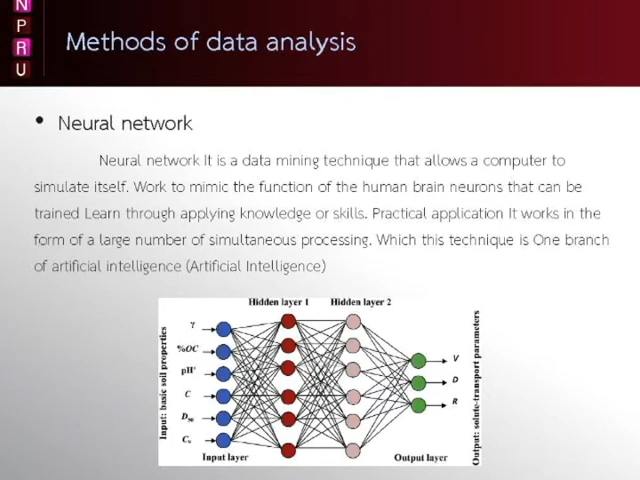 N
P
R
U
Methods of data analysis
• Neural network
Neural network It is a data mining technique that allows a computer to
simulate itself. Work to mimic the function of the human brain neurons that can be
trained Learn through applying knowledge or skills. Practical application It works in the
form of a large number of simultaneous processing. Which this technique is One branch
of artificial intelligence (Artificial Intelligence)
Hidden layer 1
Hidden layer 2
Input: basic soil properties
γ
%OC
C
Input layer
Output layer
V
D
R
Output: solute-transport parameters